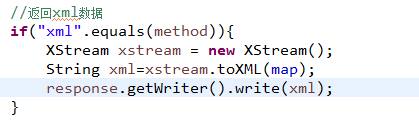 //返回xml数据
if("xml".equals(method)){
XStream xstream = new XStream();
String xml=xstream.toXML(map);
response.getWriter().write(xml);
}